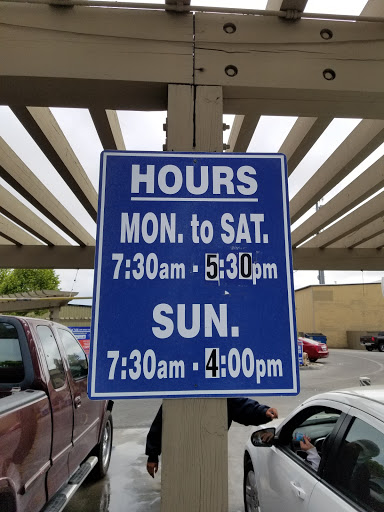 HOURS
MON. to SAT.
7:30am - 5:30pm
SUN.
7:30am - 4:00pm